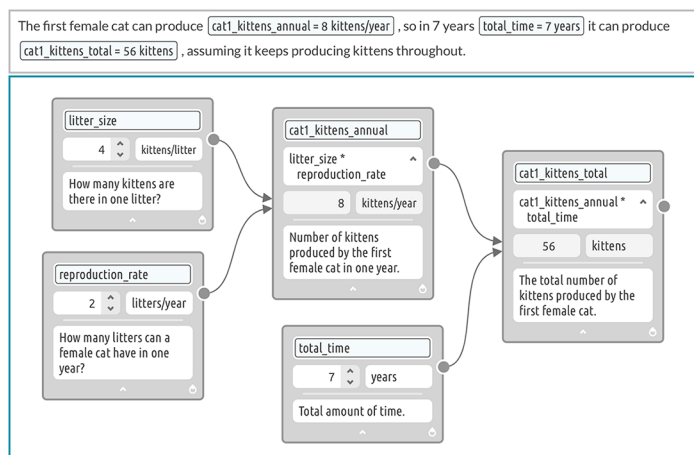 The first female cat can produce cat1_kittens_annual = 8 kittens/year , so in 7 years total_time = 7 years it can produce
cat1_kittens_total = 56 kittens , assuming it keeps producing kittens throughout.
litter_size
4 kittens/litter
How many kittens are
there in one litter?
reproduction_rate
2 litters/year
How many litters can a
female cat have in one
year?
cat1_kittens_annual
litter_size *
reproduction_rate
8 kittens/year
Number of kittens
produced by the first
female cat in one year.
total_time
7 years
Total amount of time.
cat1_kittens_total
cat1_kittens_annual *
total_time
56 kittens
The total number of
kittens produced by the
first female cat.